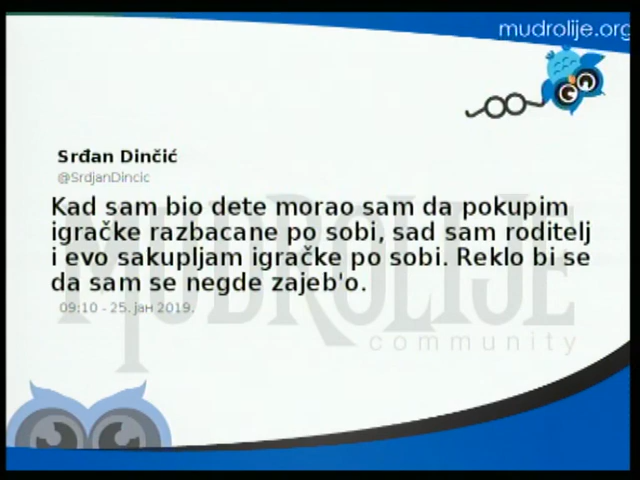 mudrolije.org
Srđan Dinčić
@SrdjanDincic
Kad sam bio dete morao sam da pokupim
igračke razbacane po sobi, sad sam roditelj
i evo sakupljam igračke po sobi. Reklo bi se
da sam se negde zajeb'o.
09:10 - 25. јан 2019.
MUDROLIJE
community